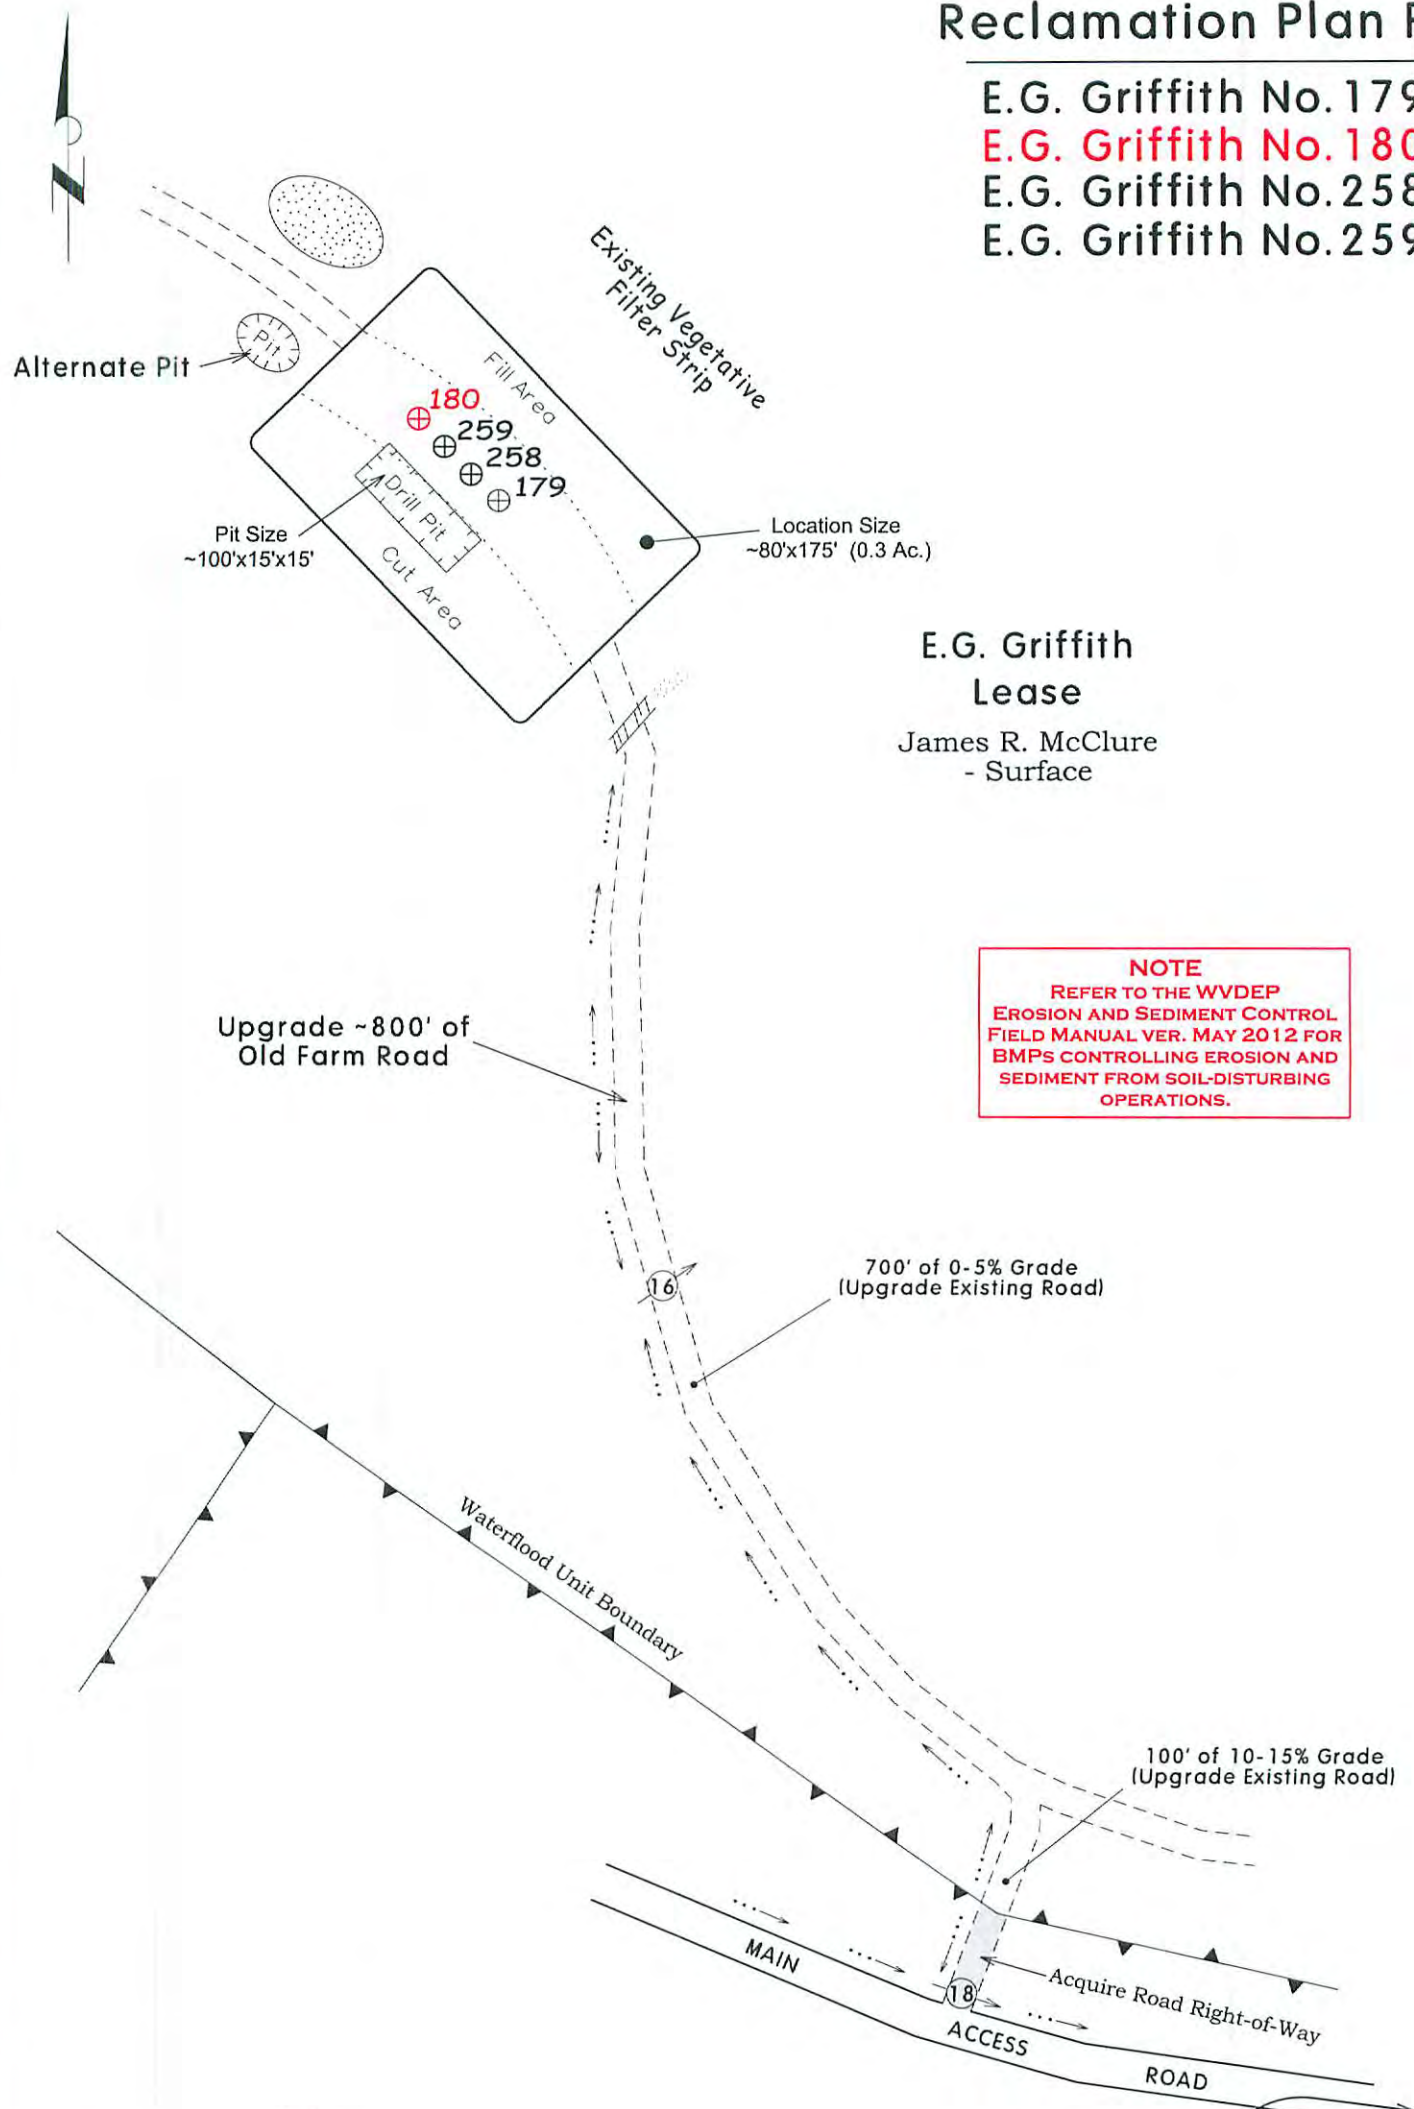 Reclamation Plan
E.G. Griffith No.179
E.G. Griffith No.180
E.G. Griffith No.258
E.G. Griffith No.259
N
Existing Vegetative
Filter Strip
Pit
Alternate Pit
Fill Area
180
259
258
179
Drill Pit
Pit Size
~100'x15'x15'
Cut Area
Location Size
~80'x175' (0.3 Ac.)
E.G. Griffith
Lease
James R. McClure
- Surface
NOTE
REFER TO THE WVDEP
EROSION AND SEDIMENT CONTROL
FIELD MANUAL VER. MAY 2012 FOR
BMPS CONTROLLING EROSION AND
SEDIMENT FROM SOIL-DISTURBING
OPERATIONS.
Upgrade ~800' of
Old Farm Road
700' of 0-5% Grade
(Upgrade Existing Road)
16
Waterflood Unit Boundary
100' of 10-15% Grade
(Upgrade Existing Road)
Acquire Road Right-of-Way
18
MAIN ACCESS ROAD